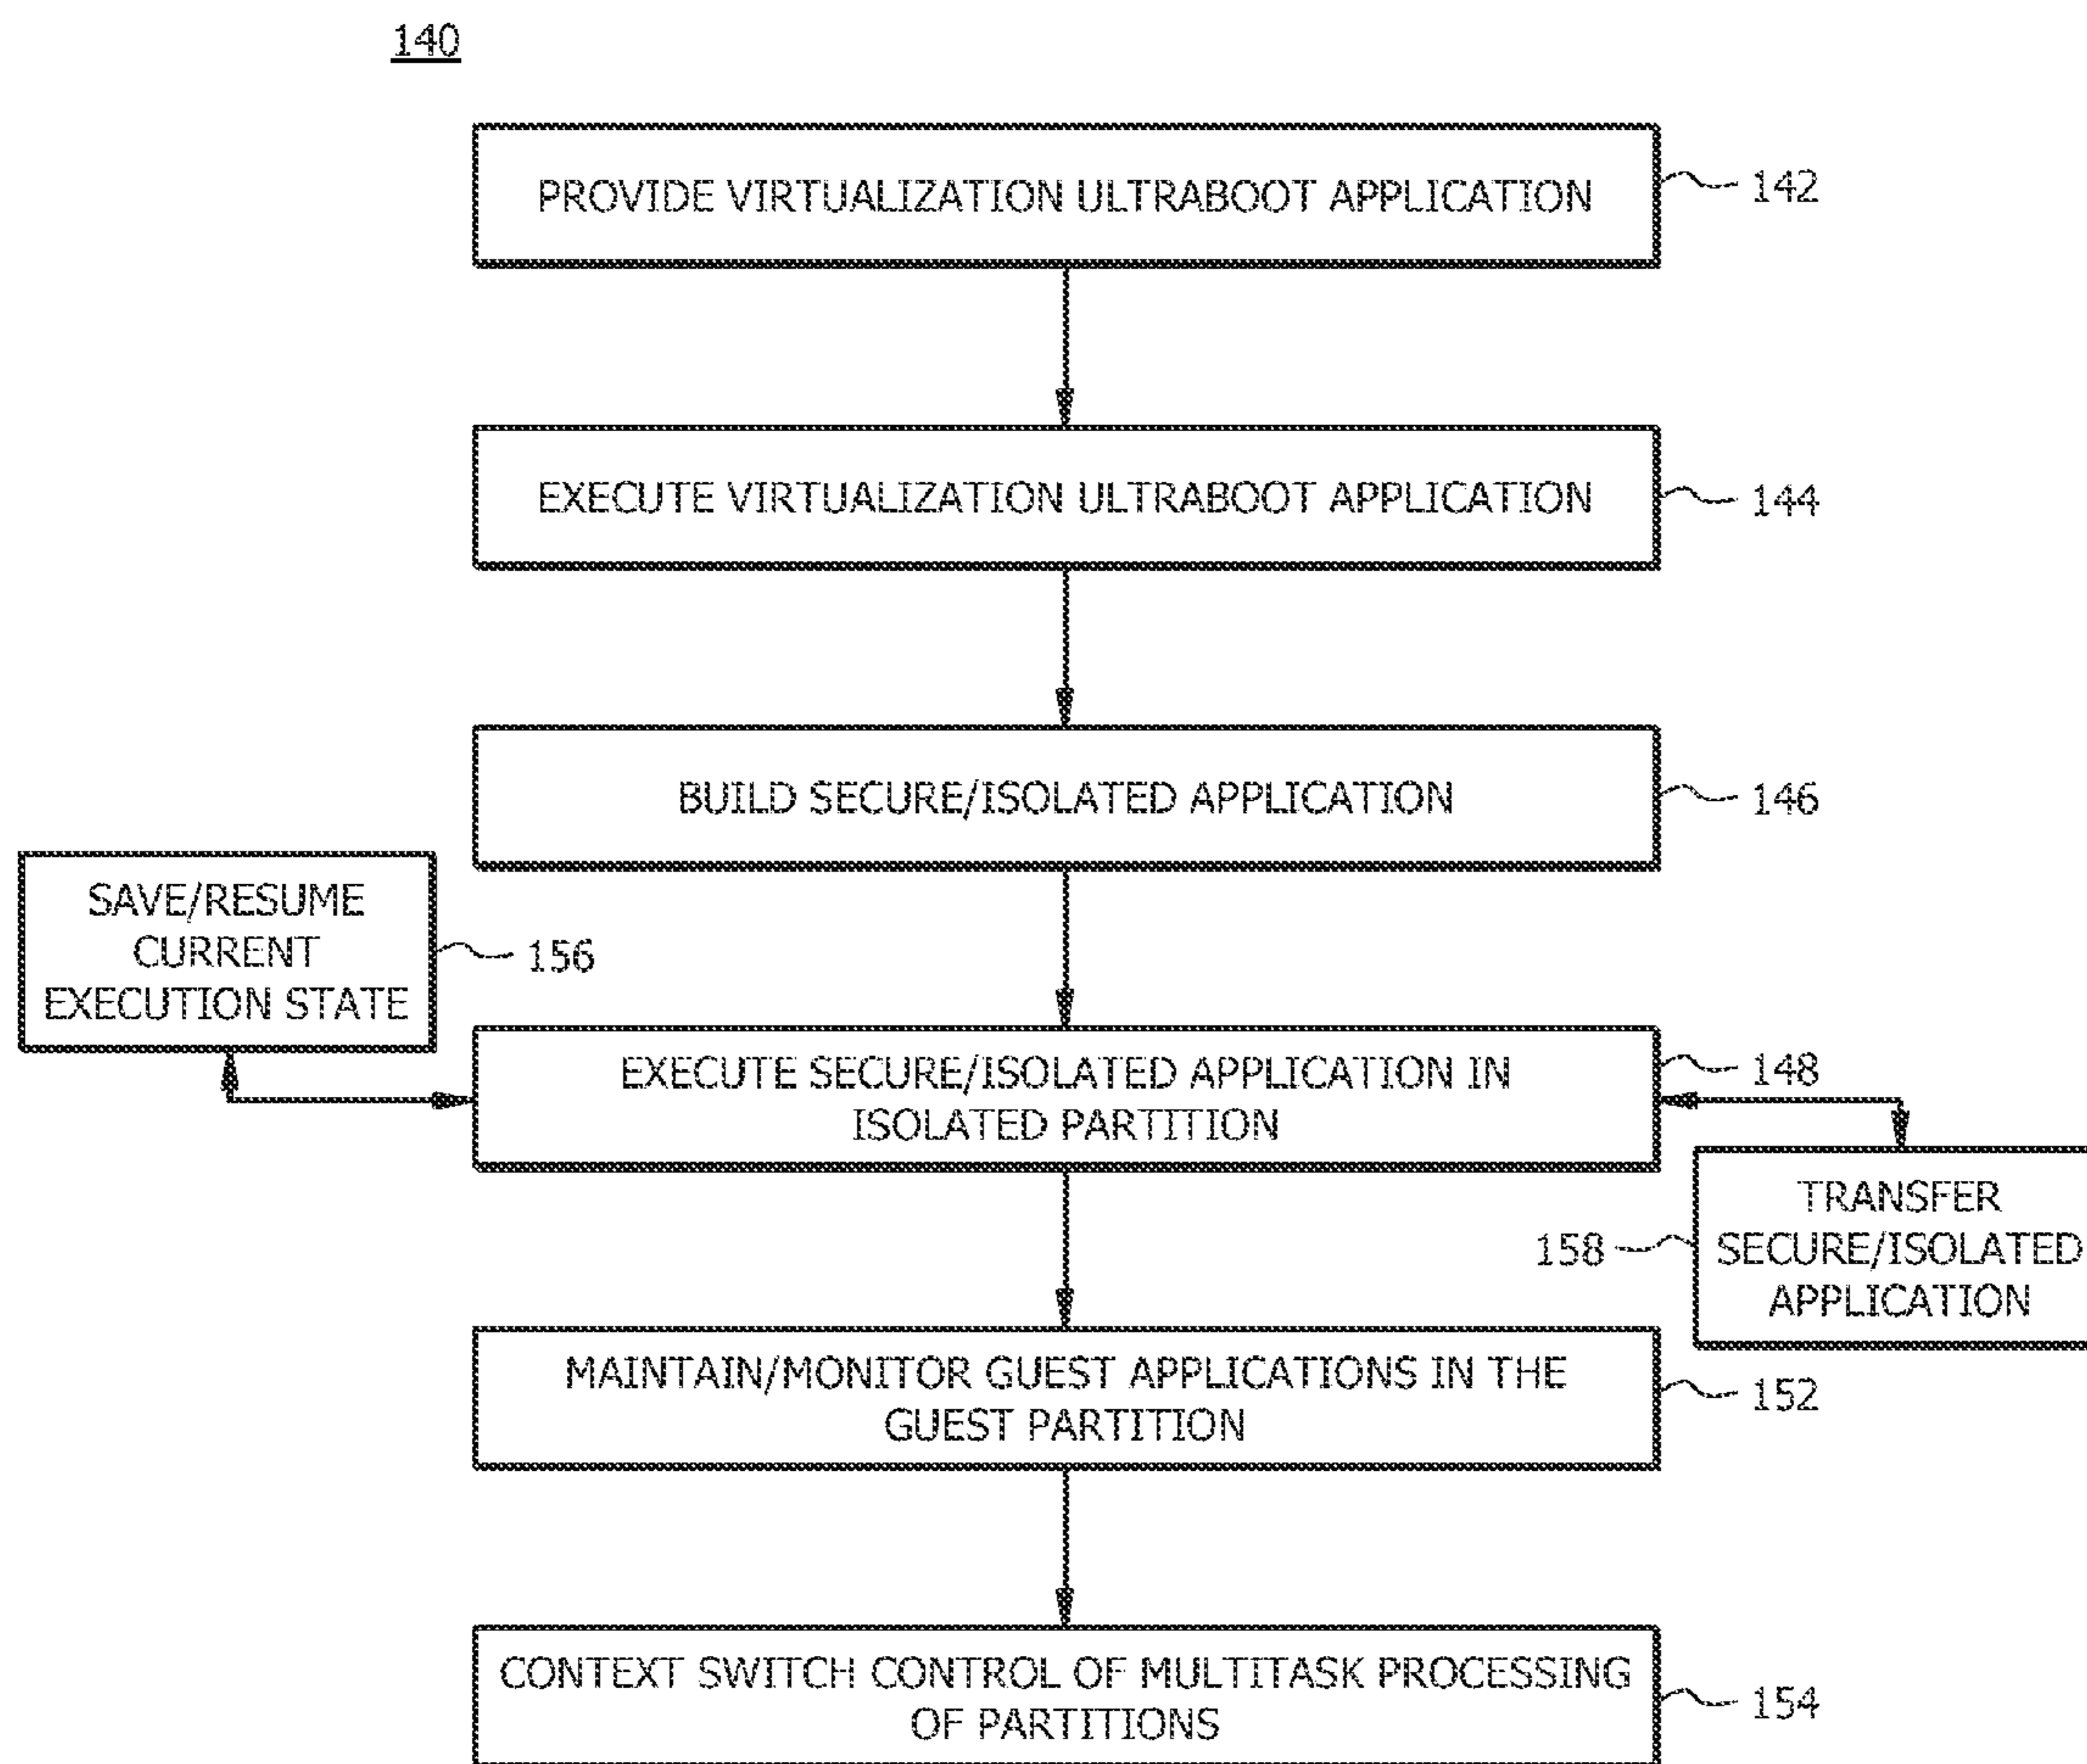 140
PROVIDE VIRTUALIZATION ULTRABOOT APPLICATION
142
EXECUTE VIRTUALIZATION ULTRABOOT APPLICATION
144
BUILD SECURE/ISOLATED APPLICATION
146
SAVE/RESUME
CURRENT
EXECUTION STATE
156
EXECUTE SECURE/ISOLATED APPLICATION IN
ISOLATED PARTITION
148
TRANSFER
SECURE/ISOLATED
APPLICATION
158
MAINTAIN/MONITOR GUEST APPLICATIONS IN THE
GUEST PARTITION
152
CONTEXT SWITCH CONTROL OF MULTITASK PROCESSING
OF PARTITIONS
154